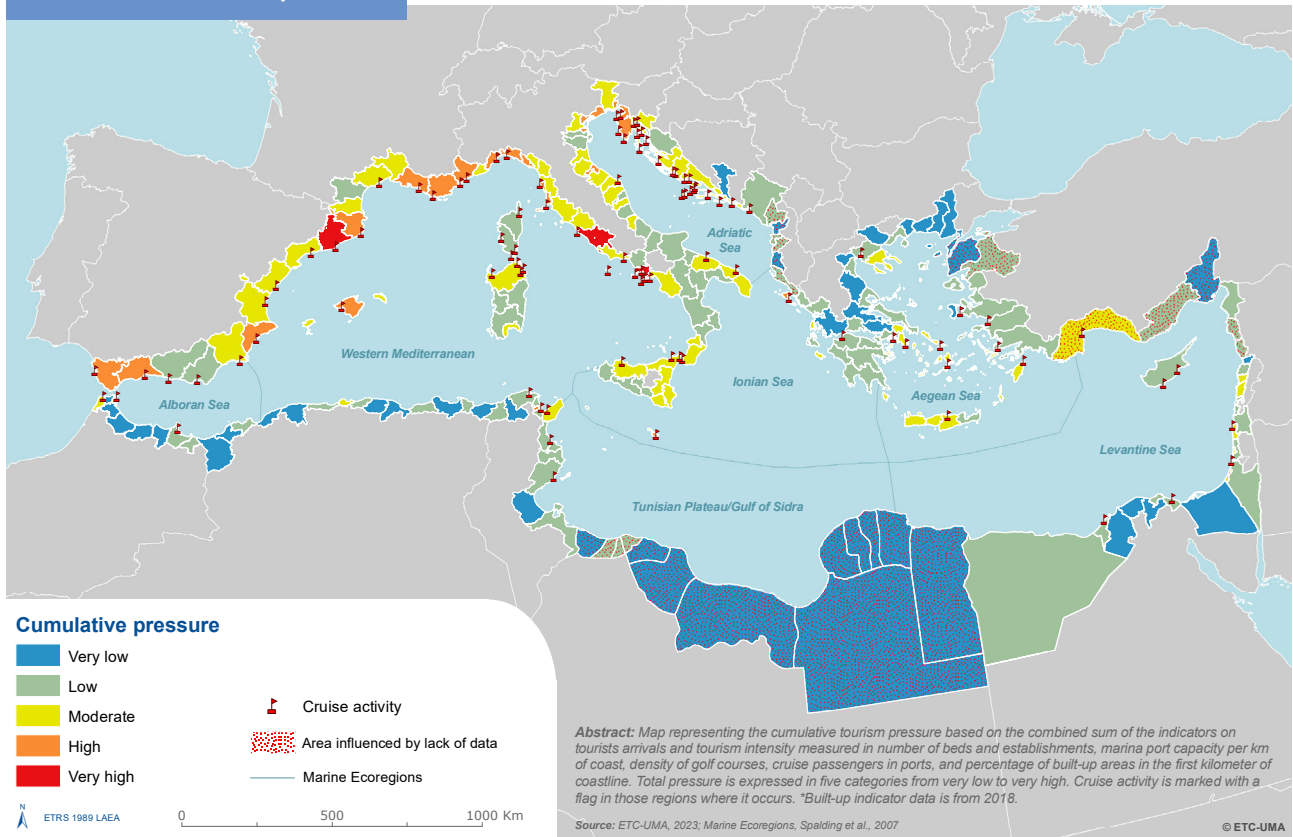 Adriatic
Sea
Western Mediterranean
Ionian Sea
Alboran Sea
Aegean Sea
Levantine Sea
Tunisian Plateau/Gulf of Sidra
Cumulative pressure
Very low
Low
Moderate
High
Very high
Cruise activity
Area influenced by lack of data
Marine Ecoregions
N
ETRS 1989 LAEA
0 500 1000 Km
Abstract: Map representing the cumulative tourism pressure based on the combined sum of the indicators on
tourists arrivals and tourism intensity measured in number of beds and establishments, marina port capacity per km
of coast, density of golf courses, cruise passengers in ports, and percentage of built-up areas in the first kilometer of
coastline. Total pressure is expressed in five categories from very low to very high. Cruise activity is marked with a
flag in those regions where it occurs. *Built-up indicator data is from 2018.
Source: ETC-UMA, 2023; Marine Ecoregions, Spalding et al., 2007
© ETC-UMA